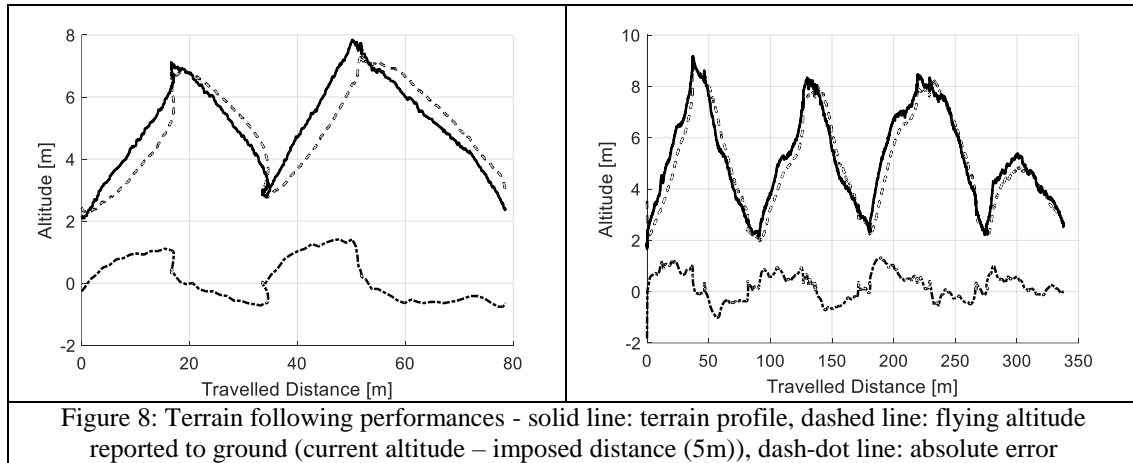 8
6
4
2
0
-2
Altitude [m]
0 20 40 60 80
Travelled Distance [m]
10
8
6
4
2
0
-2
Altitude [m]
0 50 100 150 200 250 300 350
Travelled Distance [m]
Figure 8: Terrain following performances - solid line: terrain profile, dashed line: flying altitude
reported to ground (current altitude – imposed distance (5m)), dash-dot line: absolute error